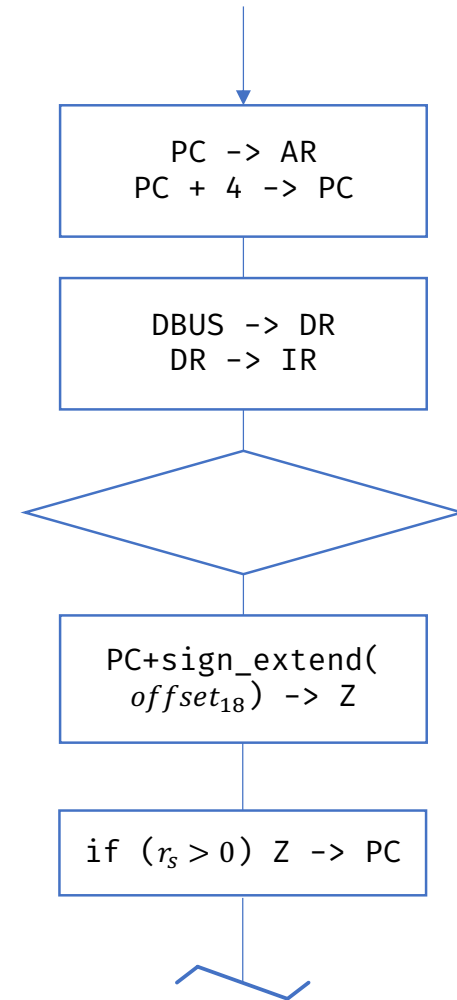 PC -> AR
PC + 4 -> PC
DBUS -> DR
DR -> IR
PC+sign_extend(
offset₁₈) -> Z
if (rₛ > 0) Z -> PC